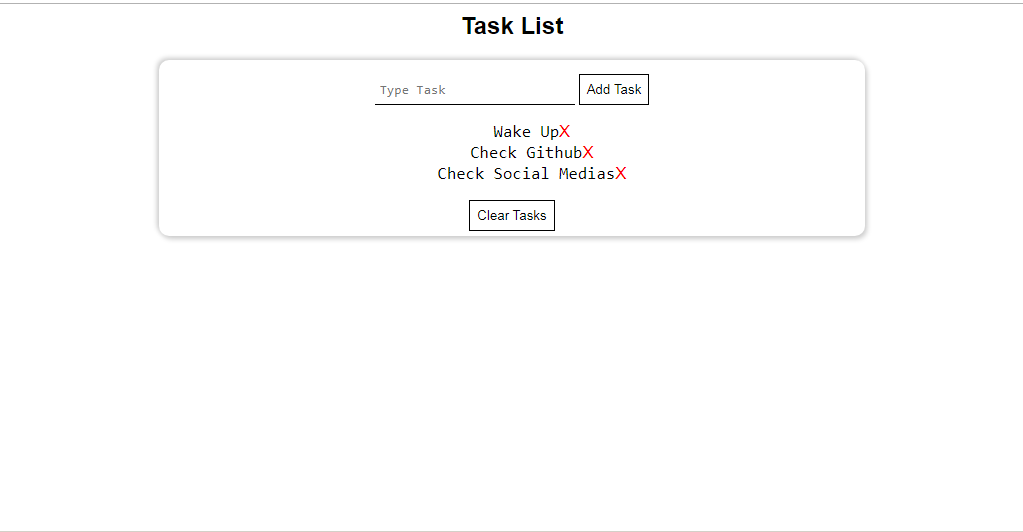 Task List
Type Task Add Task
Wake UpX
Check GithubX
Check Social MediasX
Clear Tasks